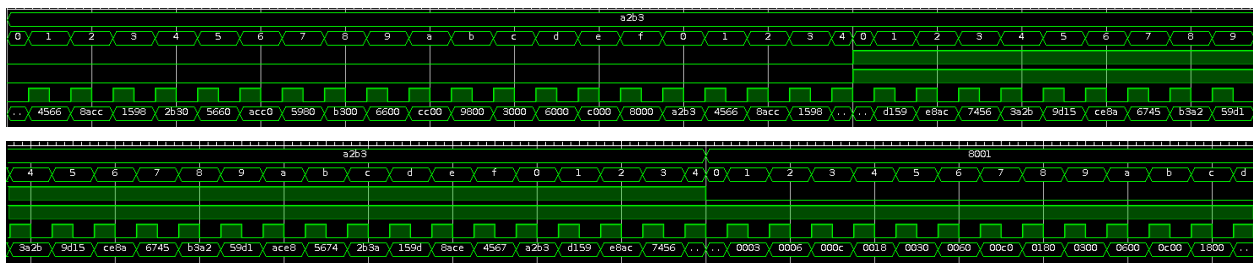 a2b3
0 1 2 3 4 5 6 7 8 9 a b c d e f 0 1 2 3 4 0 1 2 3 4 5 6 7 8 9
.. 4566 8acc 1598 2b30 5660 acc0 5980 b300 6600 cc00 9800 3000 6000 c000 8000 a2b3 4566 8acc 1598 .. .. d159 e8ac 7456 3a2b 9d15 ce8a 6745 b3a2 59d1
a2b3 8001
4 5 6 7 8 9 a b c d e f 0 1 2 3 4 0 1 2 3 4 5 6 7 8 9 a b c d
3a2b 9d15 ce8a 6745 b3a2 59d1 ace8 5674 2b3a 159d 8ace 4567 a2b3 d159 e8ac 7456 .. .. 0003 0006 000c 0018 0030 0060 00c0 0180 0300 0600 0c00 1800 ..